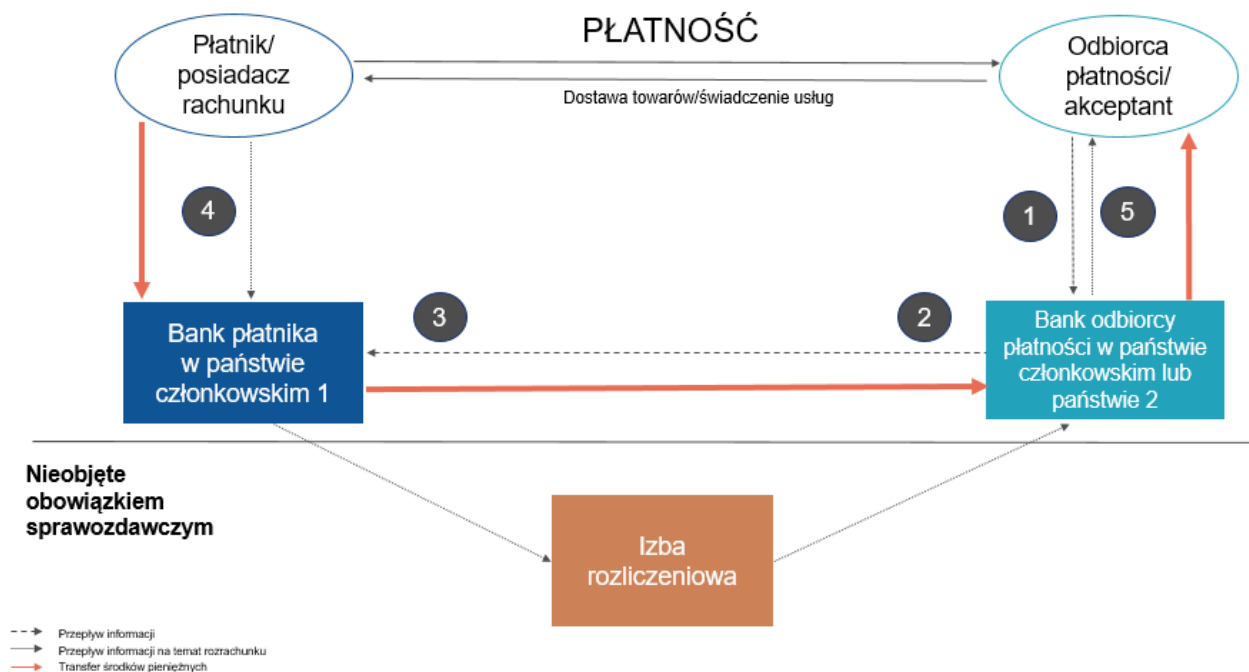 PŁATNOŚĆ
Płatnik/
posiadacz
rachunku
Odbiorca
płatności/
akceptant
Dostawa towarów/świadczenie usług
4
1
5
3
2
Bank płatnika
w państwie
członkowskim 1
Bank odbiorcy
płatności w państwie
członkowskim lub
państwie 2
Nieobjęte
obowiązkiem
sprawozdawczym
Izba
rozliczeniowa
Przepływ informacji
Przepływ informacji na temat rozrachunku
Transfer środków pieniężnych